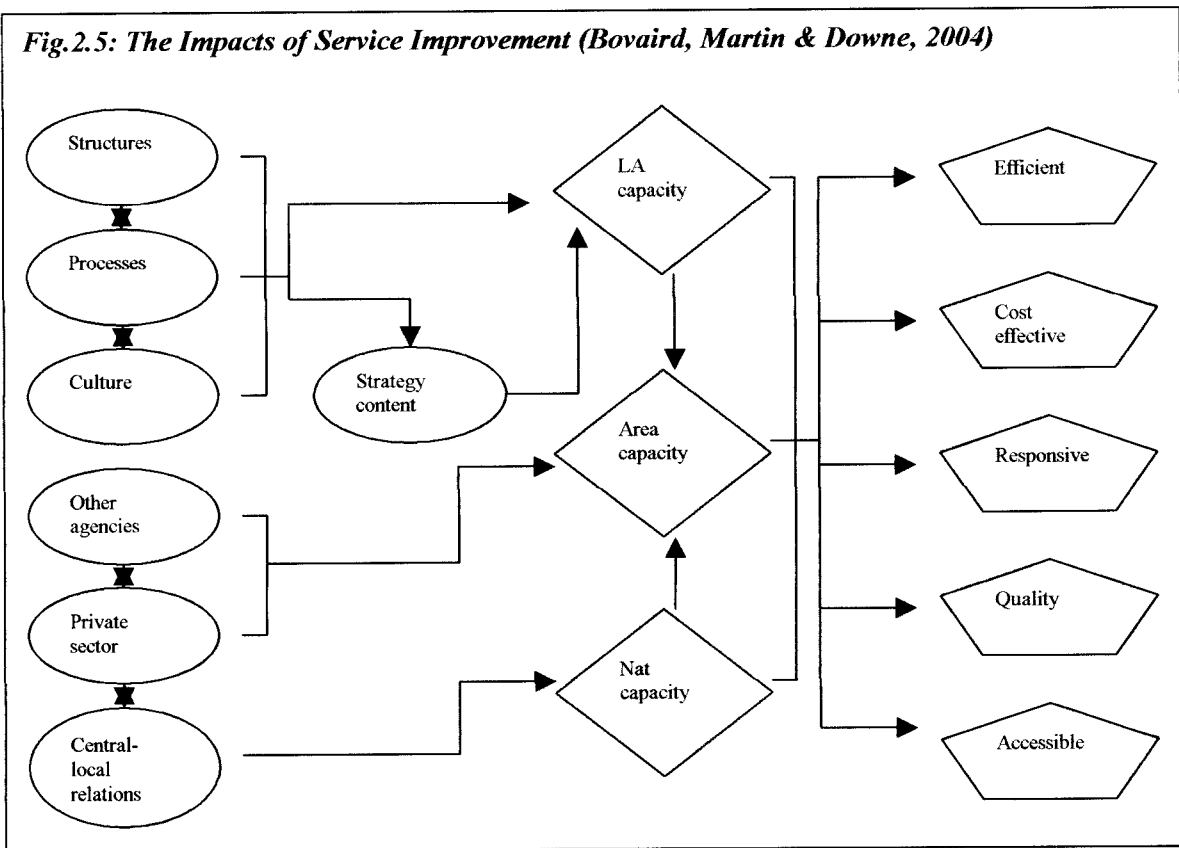 Fig.2.5: The Impacts of Service Improvement (Bovaird, Martin & Downe, 2004)
Structures
Processes
Culture
Other
agencies
Private
sector
Central-
local
relations
Strategy
content
LA
capacity
Area
capacity
Nat
capacity
Efficient
Cost
effective
Responsive
Quality
Accessible